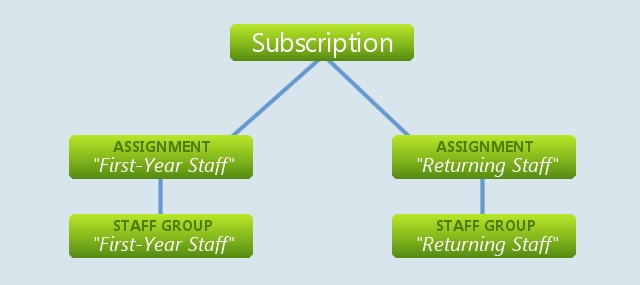 Subscription
ASSIGNMENT
"First-Year Staff"
ASSIGNMENT
"Returning Staff"
STAFF GROUP
"First-Year Staff"
STAFF GROUP
"Returning Staff"